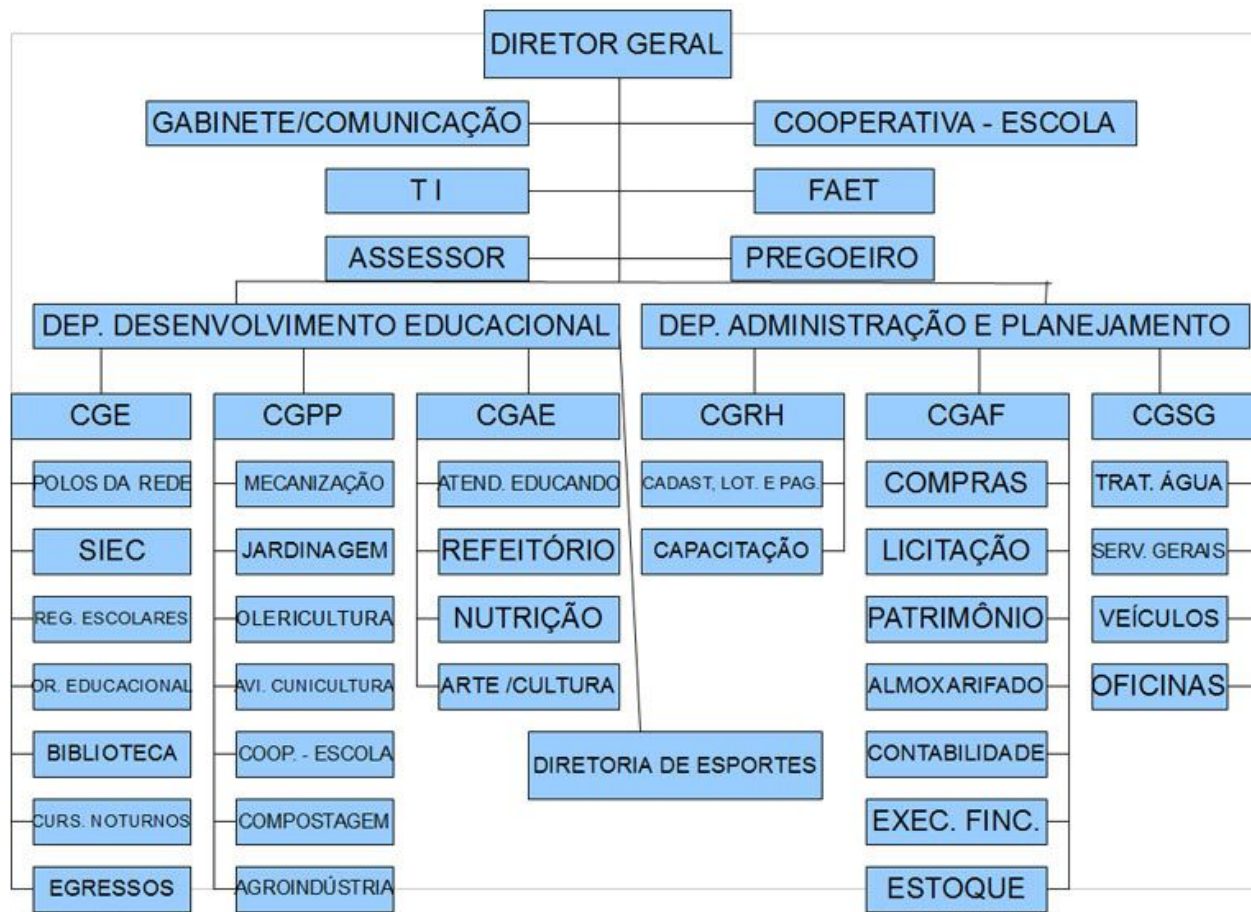 DIRETOR GERAL
GABINETE/COMUNICAÇÃO
COOPERATIVA - ESCOLA
T I
FAET
ASSESSOR
PREGOEIRO
DEP. DESENVOLVIMENTO EDUCACIONAL
DEP. ADMINISTRAÇÃO E PLANEJAMENTO
CGE
CGPP
CGAE
CGRH
CGAF
CGSG
POLOS DA REDE
MECANIZAÇÃO
ATEND. EDUCANDO
CADAST, LOT. E PAG.
COMPRAS
TRAT. ÁGUA
SIEC
JARDINAGEM
REFEITÓRIO
CAPACITAÇÃO
LICITAÇÃO
SERV. GERAIS
REG. ESCOLARES
OLERICULTURA
NUTRIÇÃO
PATRIMÔNIO
VEÍCULOS
OR. EDUCACIONAL
AVI. CUNICULTURA
ARTE /CULTURA
ALMOXARIFADO
OFICINAS
BIBLIOTECA
COOP. - ESCOLA
DIRETORIA DE ESPORTES
CONTABILIDADE
CURS. NOTURNOS
COMPOSTAGEM
EXEC. FINC.
EGRESSOS
AGROINDÚSTRIA
ESTOQUE